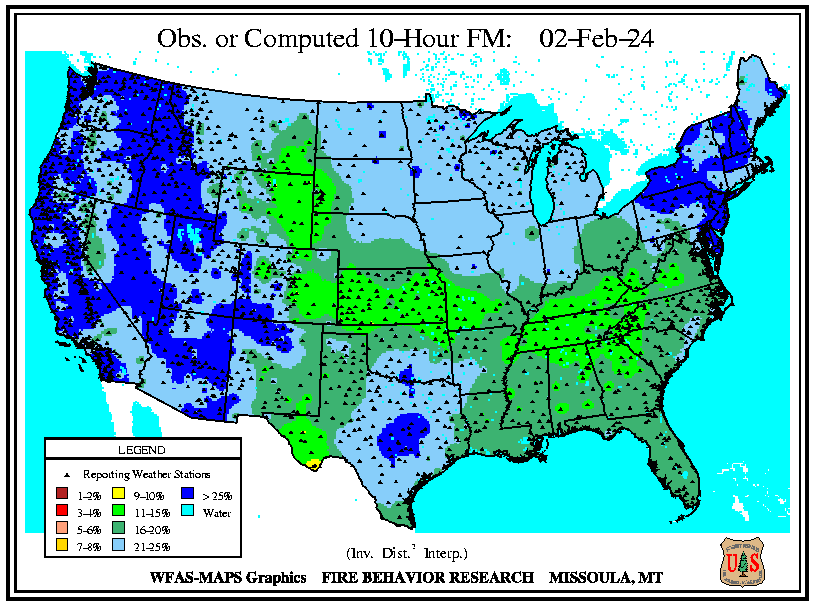 Obs. or Computed 10-Hour FM: 02-Feb-24
LEGEND
Reporting Weather Stations
1-2% 9-10% > 25%
3-4% 11-15% Water
5-6% 16-20%
7-8% 21-25%
(Inv. Dist.² Interp.)
WFAS-MAPS Graphics FIRE BEHAVIOR RESEARCH MISSOULA, MT
U S